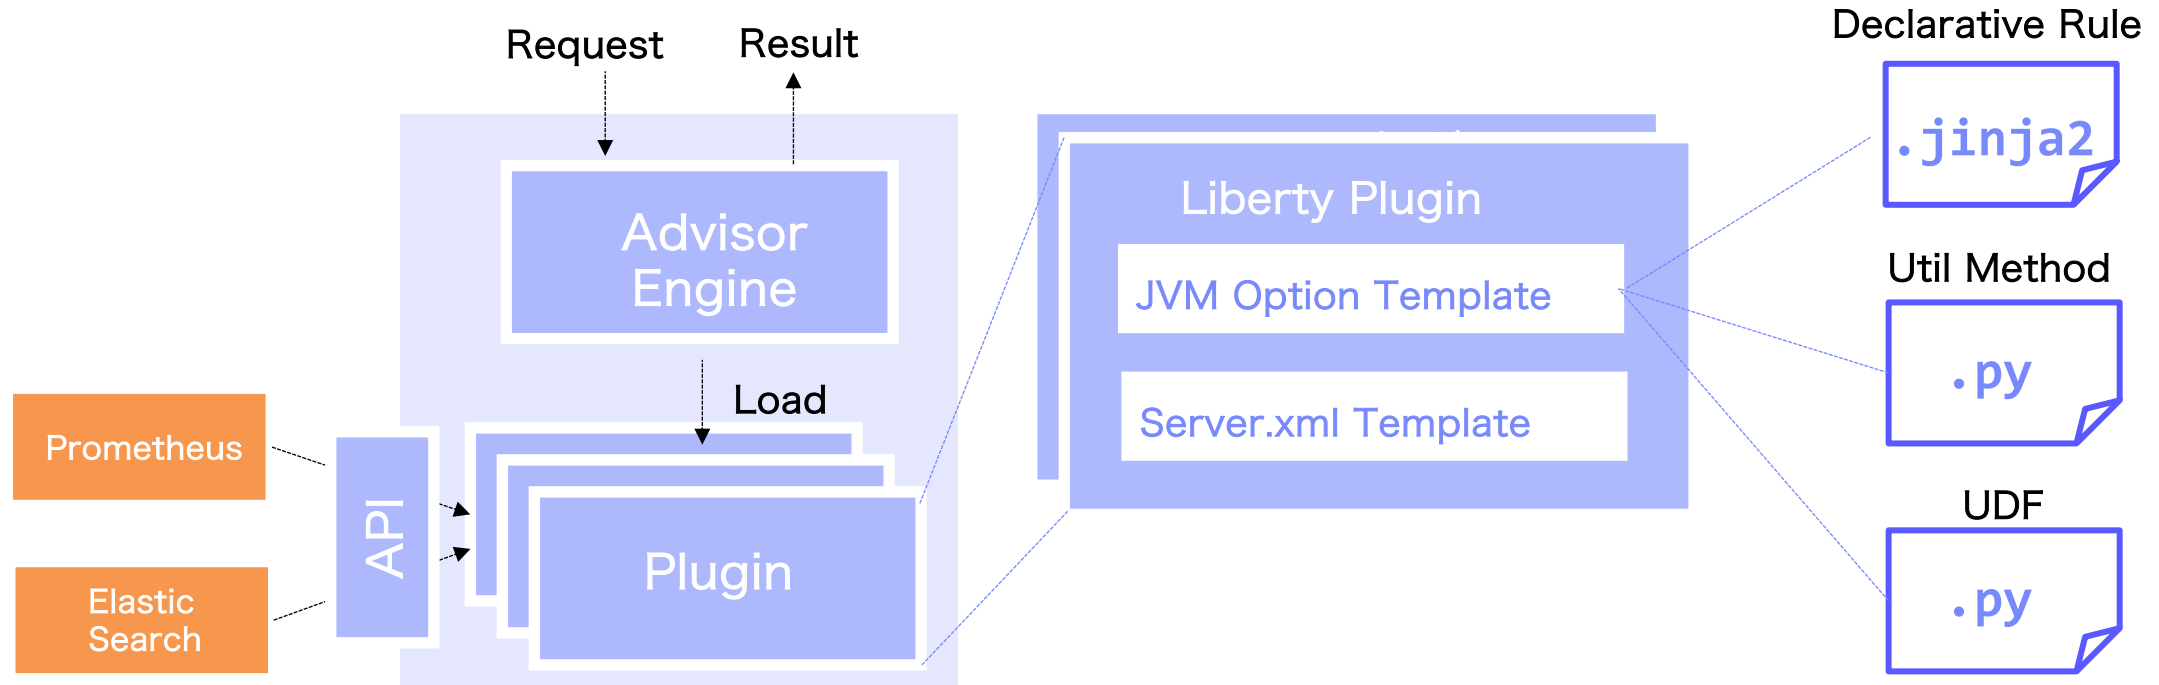 Request
Result
Advisor
Engine
Load
Prometheus
API
Elastic
Search
Plugin
Liberty Plugin
JVM Option Template
Server.xml Template
Declarative Rule
.jinja2
Util Method
.py
UDF
.py